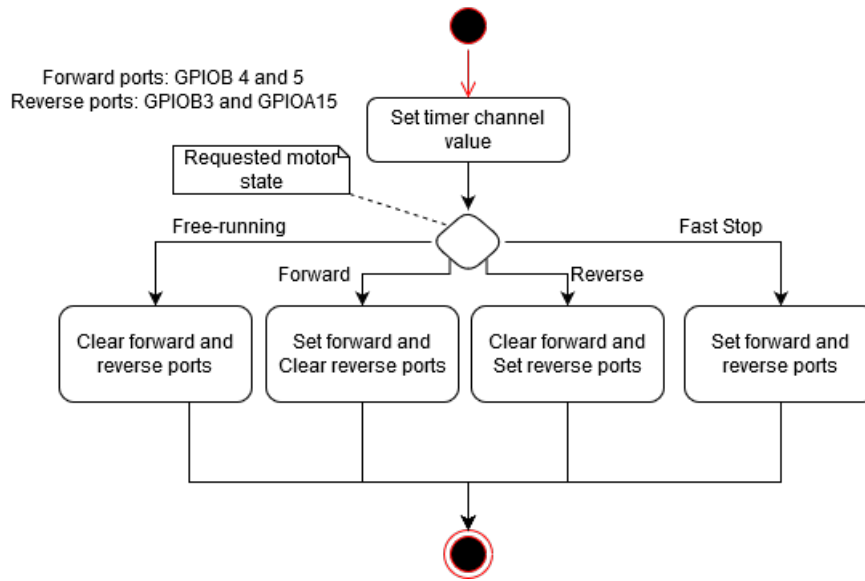 Forward ports: GPIOB 4 and 5
Reverse ports: GPIOB3 and GPIOA15
Set timer channel
value
Requested motor
state
Free-running
Fast Stop
Forward
Reverse
Clear forward and
reverse ports
Set forward and
Clear reverse ports
Clear forward and
Set reverse ports
Set forward and
reverse ports